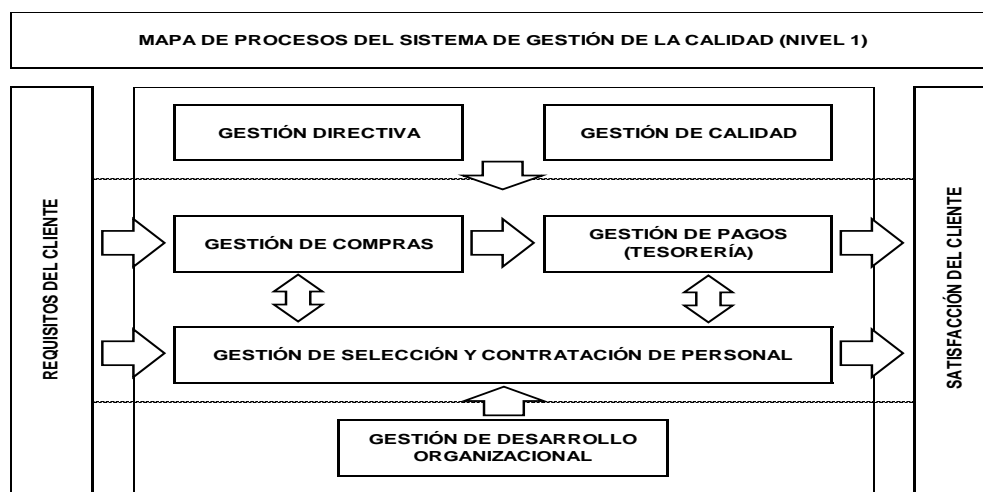 MAPA DE PROCESOS DEL SISTEMA DE GESTIÓN DE LA CALIDAD (NIVEL 1)
REQUISITOS DEL CLIENTE
GESTIÓN DIRECTIVA
GESTIÓN DE CALIDAD
GESTIÓN DE COMPRAS
GESTIÓN DE PAGOS
(TESORERÍA)
GESTIÓN DE SELECCIÓN Y CONTRATACIÓN DE PERSONAL
GESTIÓN DE DESARROLLO
ORGANIZACIONAL
SATISFACCIÓN DEL CLIENTE